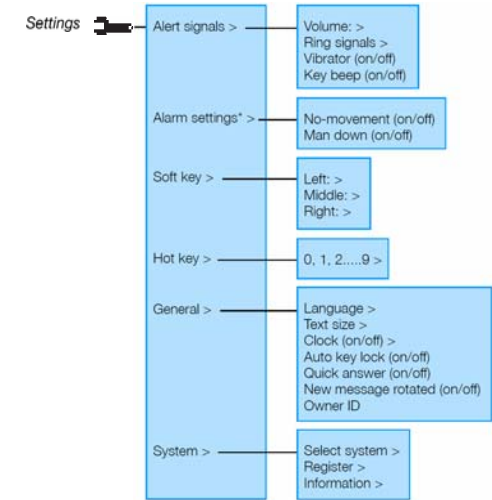 Settings
Alert signals >
Volume: >
Ring signals >
Vibrator (on/off)
Key beep (on/off)
Alarm settings* >
No-movement (on/off)
Man down (on/off)
Soft key >
Left: >
Middle: >
Right: >
Hot key >
0, 1, 2.....9 >
General >
Language >
Text size >
Clock (on/off) >
Auto key lock (on/off)
Quick answer (on/off)
New message rotated (on/off)
Owner ID
System >
Select system >
Register >
Information >